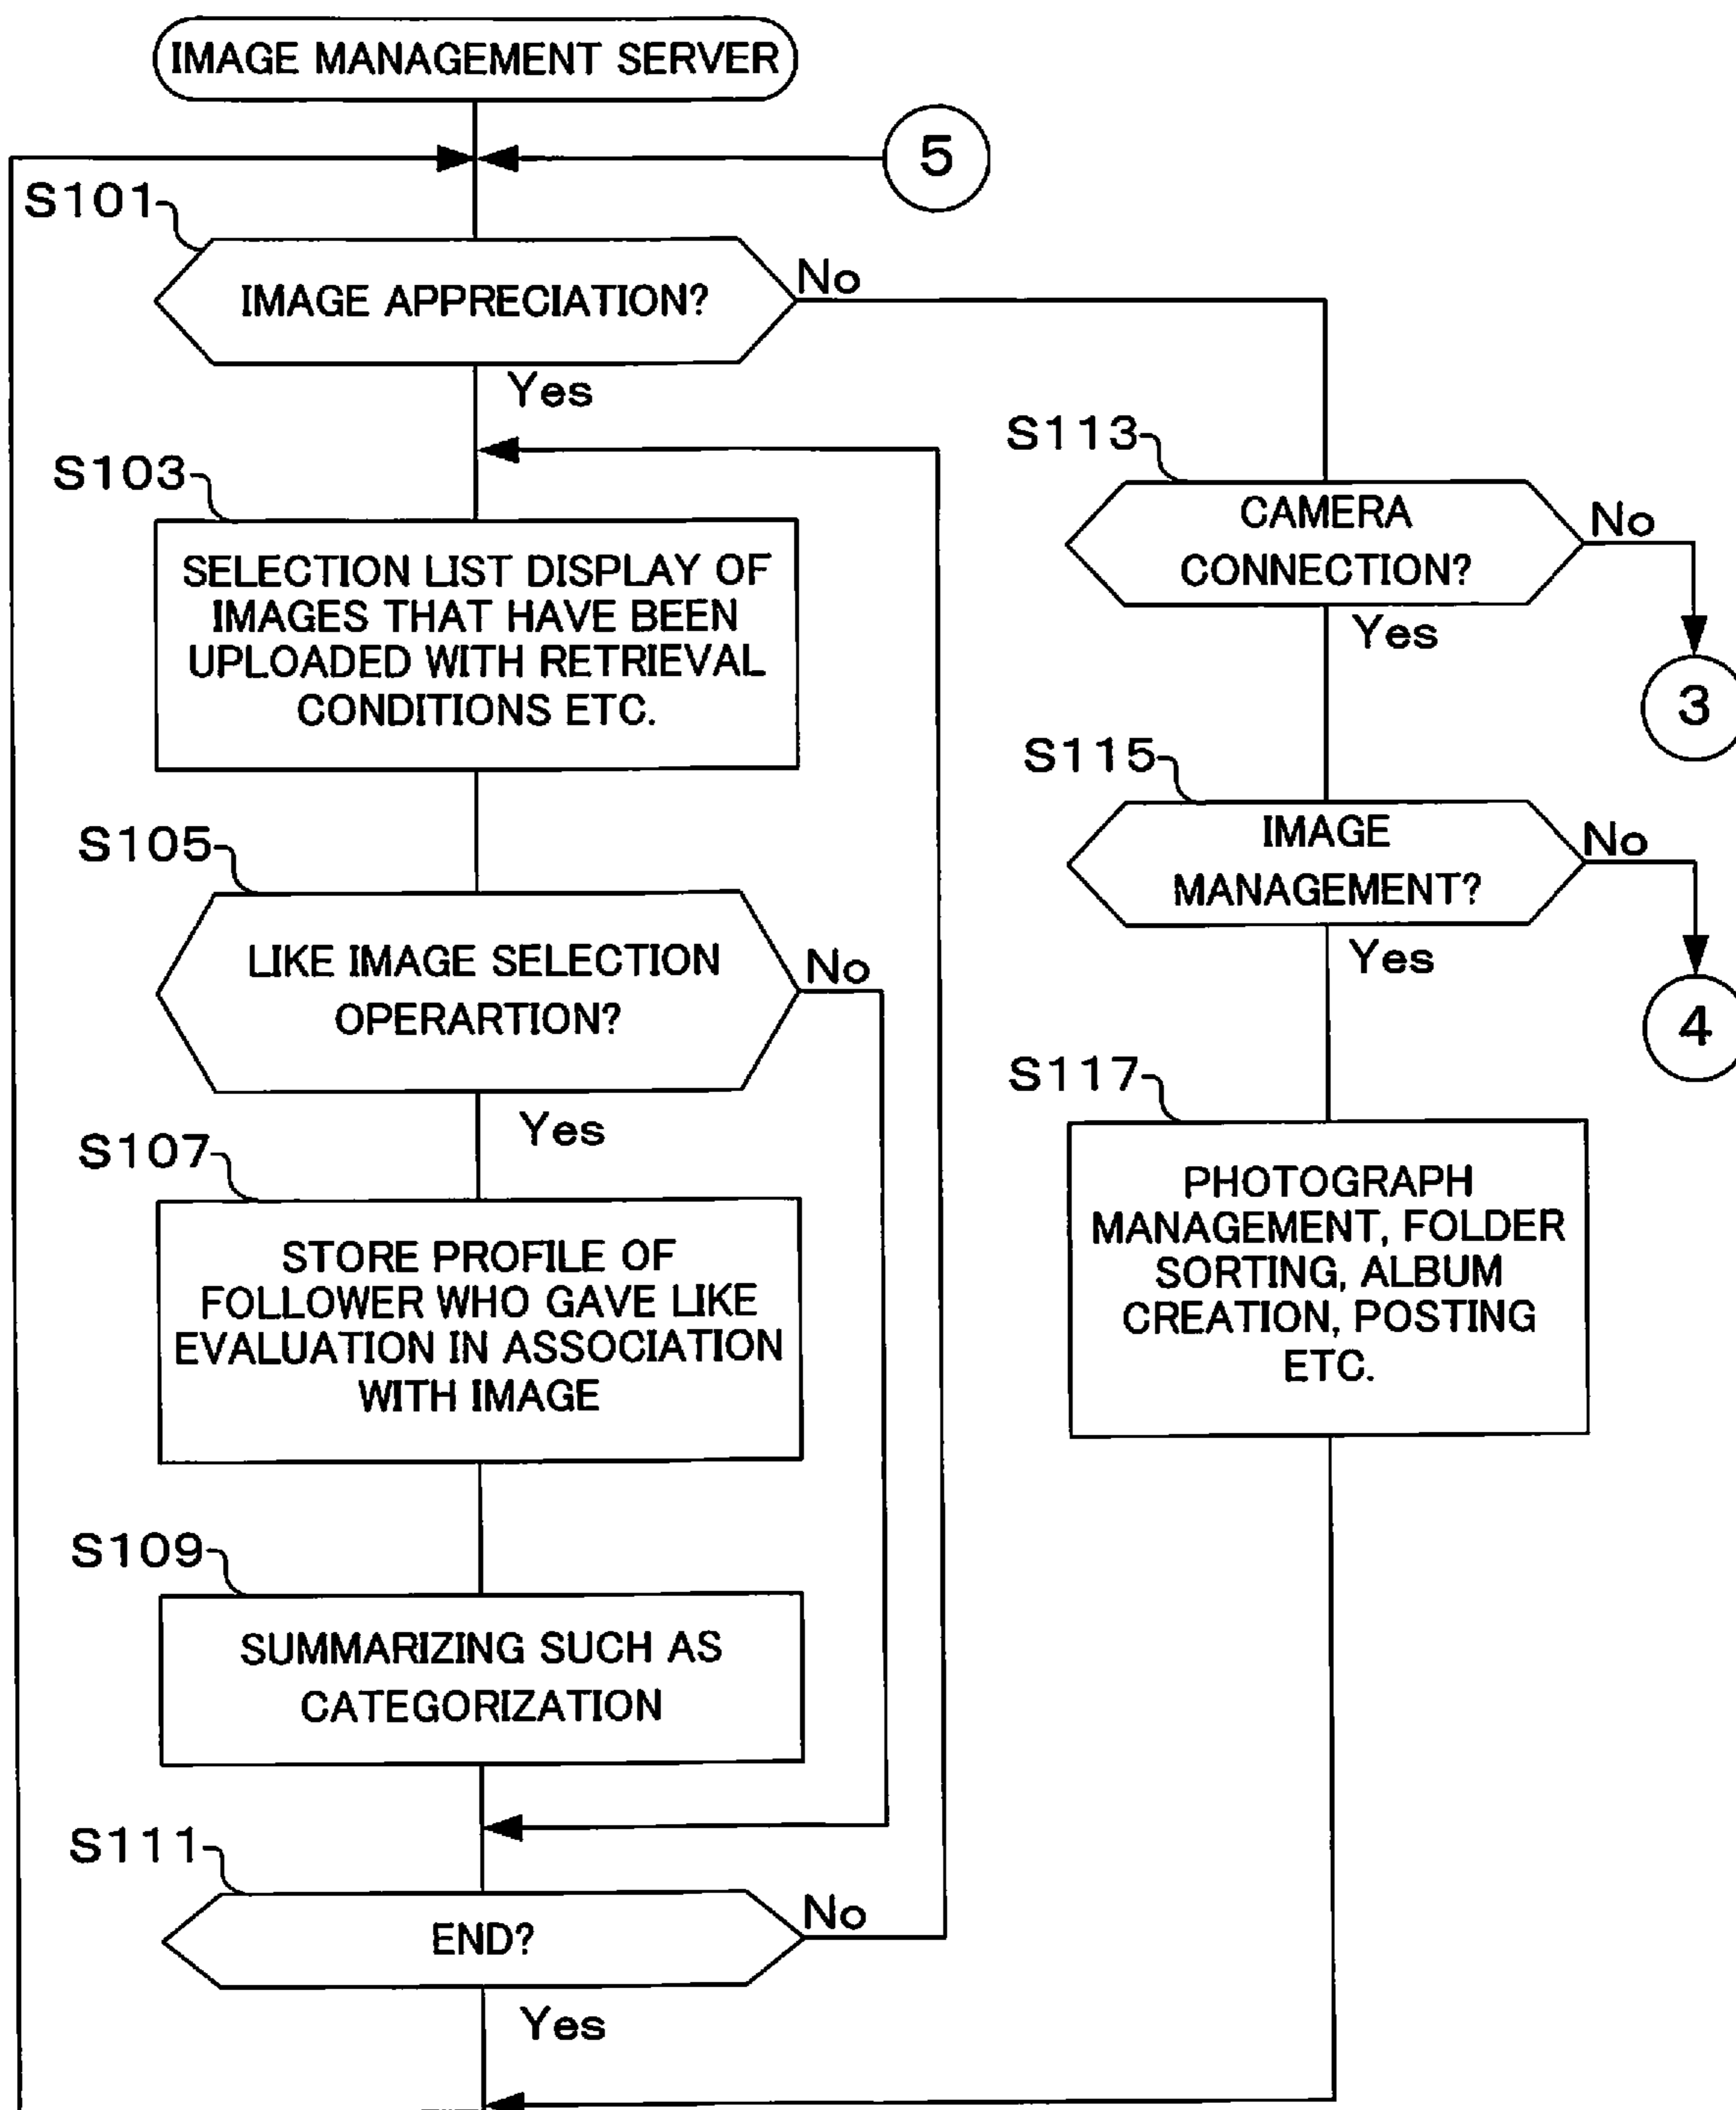 IMAGE MANAGEMENT SERVER
5
S101
IMAGE APPRECIATION?
No
Yes
S103
SELECTION LIST DISPLAY OF
IMAGES THAT HAVE BEEN
UPLOADED WITH RETRIEVAL
CONDITIONS ETC.
S105
LIKE IMAGE SELECTION
OPERARTION?
No
Yes
S107
STORE PROFILE OF
FOLLOWER WHO GAVE LIKE
EVALUATION IN ASSOCIATION
WITH IMAGE
S109
SUMMARIZING SUCH AS
CATEGORIZATION
S111
END?
No
Yes
S113
CAMERA
CONNECTION?
No
Yes
3
S115
IMAGE
MANAGEMENT?
No
Yes
4
S117
PHOTOGRAPH
MANAGEMENT, FOLDER
SORTING, ALBUM
CREATION, POSTING
ETC.